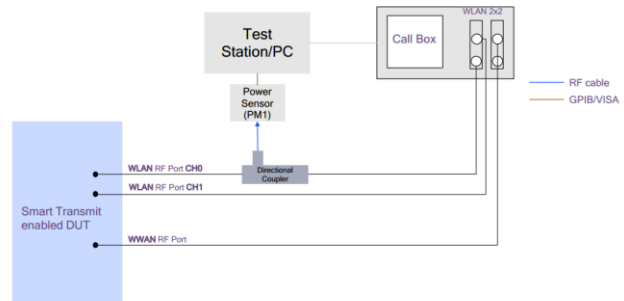 WLAN 2x2
Test
Station/PC
Call Box
RF cable
GPIB/VISA
Power
Sensor
(PM1)
WLAN RF Port CH0
Directional
Coupler
WLAN RF Port CH1
Smart Transmit
enabled DUT
WWAN RF Port